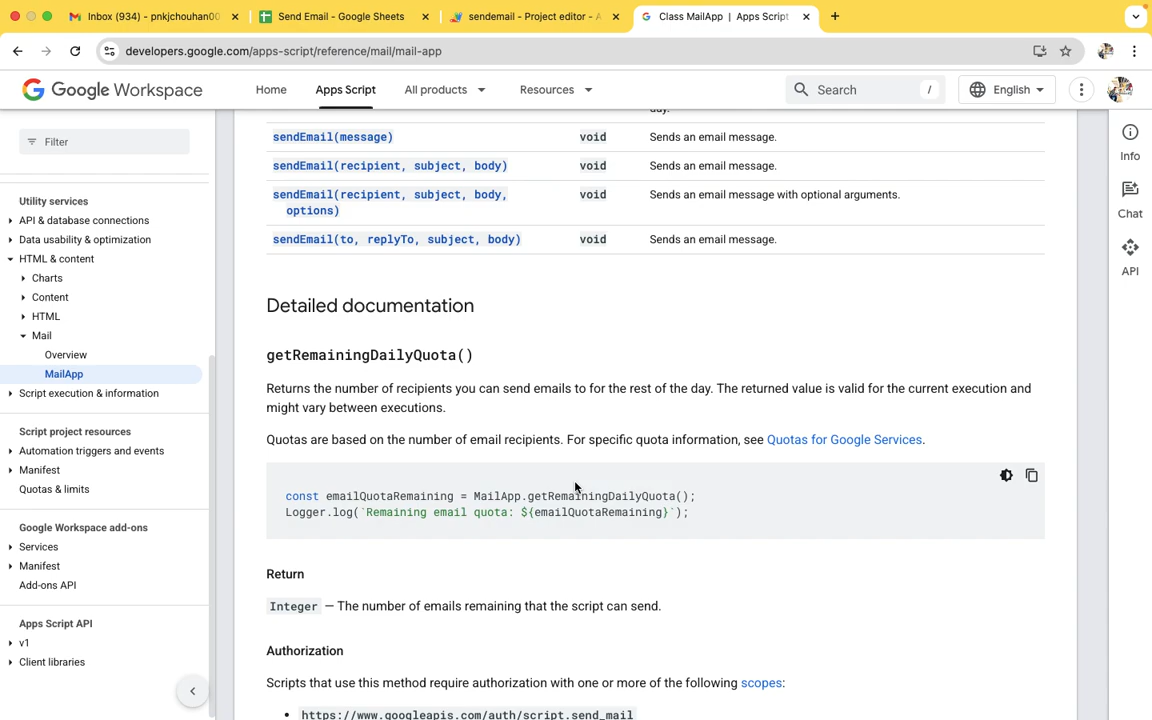 Inbox (934) - pnkjchouhan00
Send Email - Google Sheets
sendemail - Project editor - A
Class MailApp | Apps Script
developers.google.com/apps-script/reference/mail/mail-app
Google Workspace
Home
Apps Script
All products
Resources
Search
/
English
Filter
Utility services
API & database connections
Data usability & optimization
HTML & content
Charts
Content
HTML
Mail
Overview
MailApp
Script execution & information
Script project resources
Automation triggers and events
Manifest
Quotas & limits
Google Workspace add-ons
Services
Manifest
Add-ons API
Apps Script API
v1
Client libraries
day.
sendEmail(message) void Sends an email message.
sendEmail(recipient, subject, body) void Sends an email message.
sendEmail(recipient, subject, body, void Sends an email message with optional arguments.
options)
sendEmail(to, replyTo, subject, body) void Sends an email message.
Detailed documentation
getRemainingDailyQuota()
Returns the number of recipients you can send emails to for the rest of the day. The returned value is valid for the current execution and
might vary between executions.
Quotas are based on the number of email recipients. For specific quota information, see Quotas for Google Services.
const emailQuotaRemaining = MailApp.getRemainingDailyQuota();
Logger.log(`Remaining email quota: ${emailQuotaRemaining}`);
Return
Integer — The number of emails remaining that the script can send.
Authorization
Scripts that use this method require authorization with one or more of the following scopes:
• https://www.googleapis.com/auth/script.send_mail
Info
Chat
API